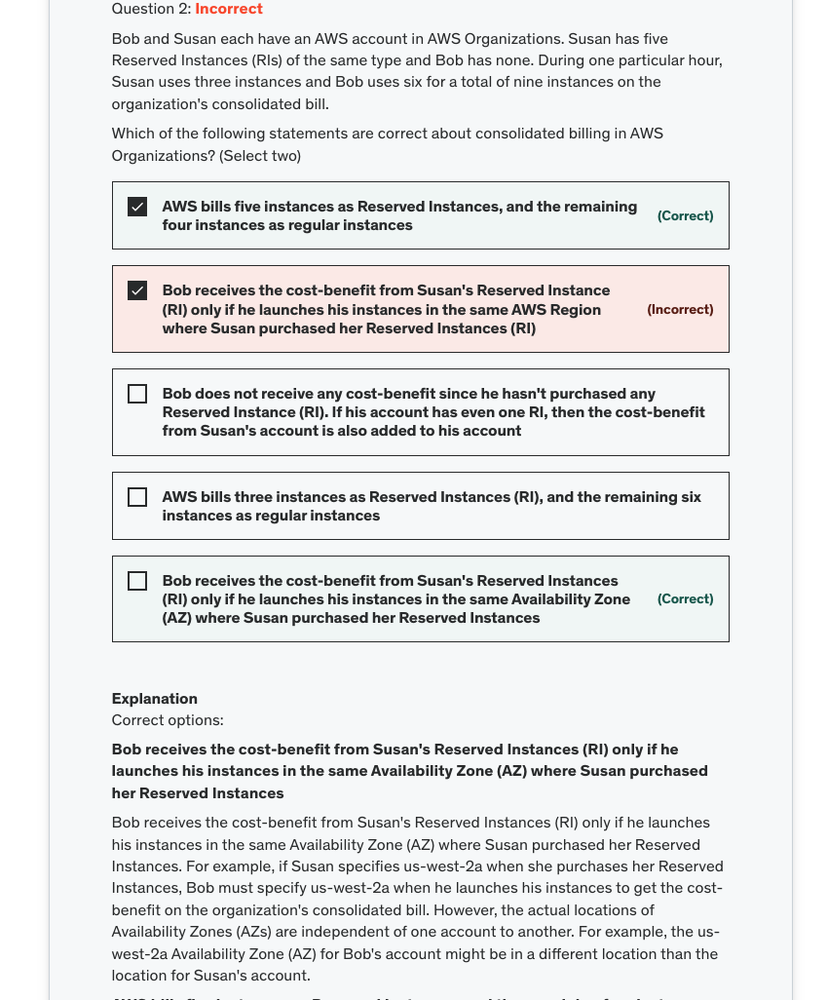 Question 2: Incorrect
Bob and Susan each have an AWS account in AWS Organizations. Susan has five
Reserved Instances (RIs) of the same type and Bob has none. During one particular hour,
Susan uses three instances and Bob uses six for a total of nine instances on the
organization's consolidated bill.
Which of the following statements are correct about consolidated billing in AWS
Organizations? (Select two)
AWS bills five instances as Reserved Instances, and the remaining
four instances as regular instances
(Correct)
Bob receives the cost-benefit from Susan's Reserved Instance
(RI) only if he launches his instances in the same AWS Region
where Susan purchased her Reserved Instances (RI)
(Incorrect)
Bob does not receive any cost-benefit since he hasn't purchased any
Reserved Instance (RI). If his account has even one RI, then the cost-benefit
from Susan's account is also added to his account
AWS bills three instances as Reserved Instances (RI), and the remaining six
instances as regular instances
Bob receives the cost-benefit from Susan's Reserved Instances
(RI) only if he launches his instances in the same Availability Zone
(AZ) where Susan purchased her Reserved Instances
(Correct)
Explanation
Correct options:
Bob receives the cost-benefit from Susan's Reserved Instances (RI) only if he
launches his instances in the same Availability Zone (AZ) where Susan purchased
her Reserved Instances
Bob receives the cost-benefit from Susan's Reserved Instances (RI) only if he launches
his instances in the same Availability Zone (AZ) where Susan purchased her Reserved
Instances. For example, if Susan specifies us-west-2a when she purchases her Reserved
Instances, Bob must specify us-west-2a when he launches his instances to get the cost-
benefit on the organization's consolidated bill. However, the actual locations of
Availability Zones (AZs) are independent of one account to another. For example, the us-
west-2a Availability Zone (AZ) for Bob's account might be in a different location than the
location for Susan's account.